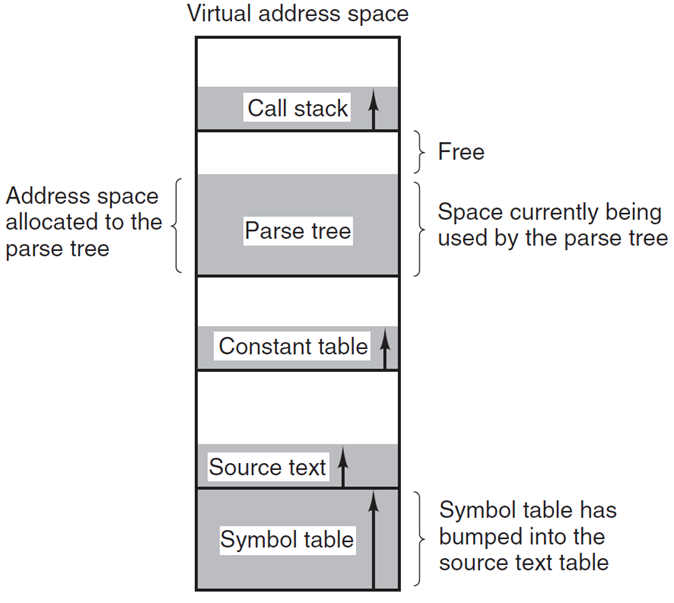 Virtual address space
Call stack
Free
Address space
allocated to the
parse tree
Parse tree
Space currently being
used by the parse tree
Constant table
Source text
Symbol table
Symbol table has
bumped into the
source text table